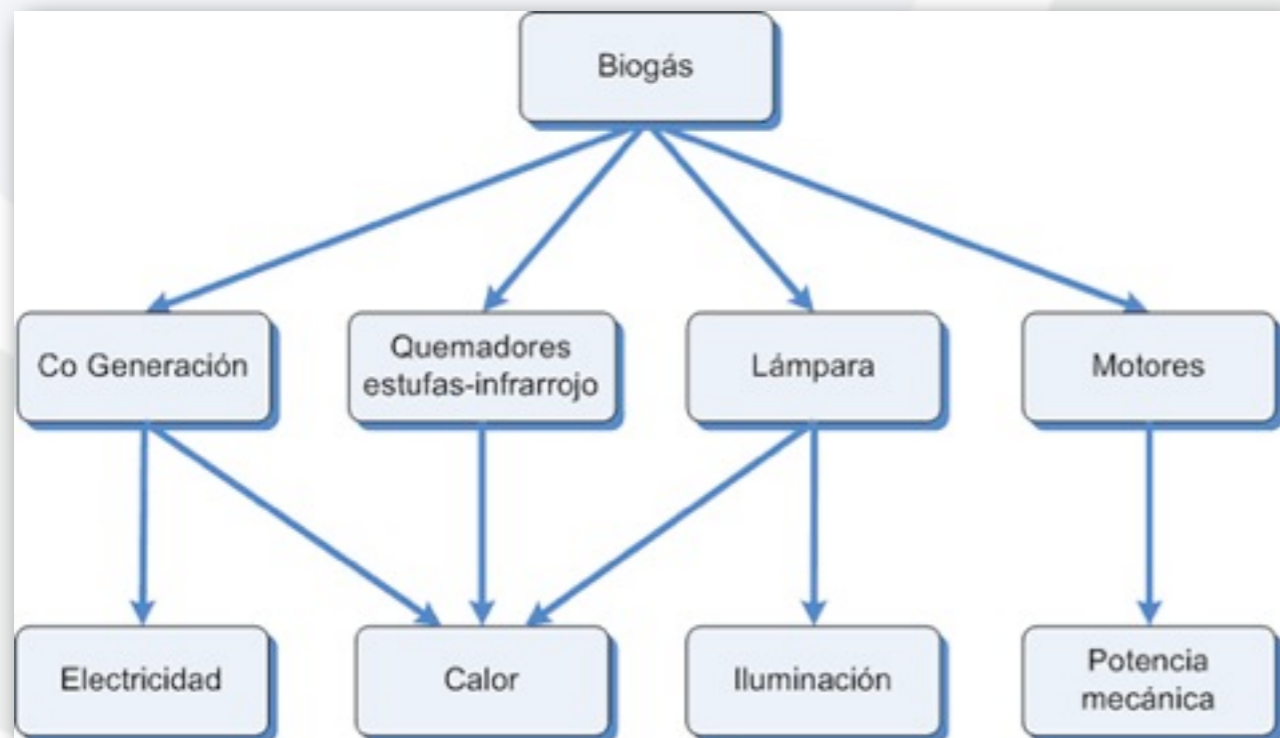 Biogás
Co Generación
Quemadores
estufas-infrarrojo
Lámpara
Motores
Electricidad
Calor
Iluminación
Potencia
mecánica